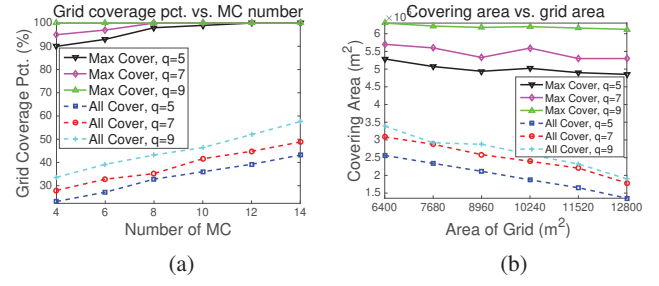 Grid coverage pct. vs. MC number
Grid Coverage Pct. (%)
100
90
80
70
60
50
40
30
Max Cover, q=5
Max Cover, q=7
Max Cover, q=9
All Cover, q=5
All Cover, q=7
All Cover, q=9
4 6 8 10 12 14
Number of MC
(a)
Covering area vs. grid area
Covering Area (m²)
6
5.5
5
4.5
4
3.5
3
2.5
2
1.5
Max Cover, q=5
Max Cover, q=7
Max Cover, q=9
All Cover, q=5
All Cover, q=7
All Cover, q=9
6400 7680 8960 10240 11520 12800
Area of Grid (m²)
(b)